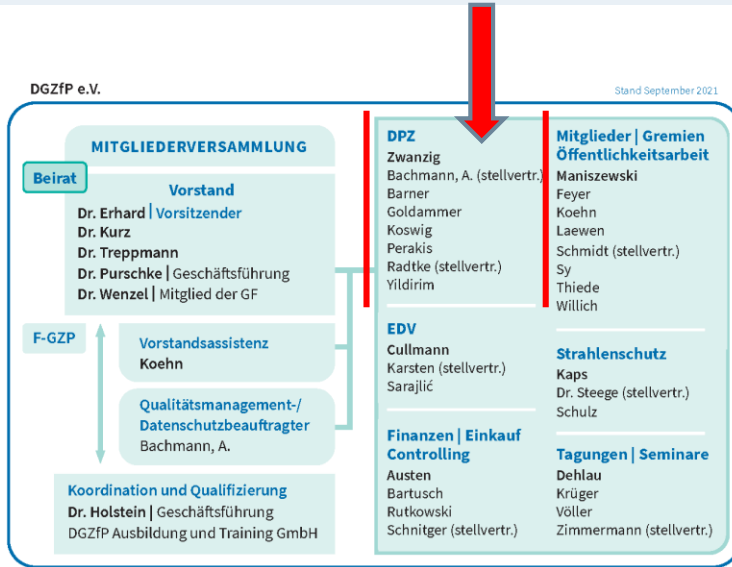 DGZfP e.V.
Stand September 2021
MITGLIEDERVERSAMMLUNG
Beirat
Vorstand
Dr. Erhard | Vorsitzender
Dr. Kurz
Dr. Treppmann
Dr. Purschke | Geschäftsführung
Dr. Wenzel | Mitglied der GF
F-GZP
Vorstandsassistenz
Koehn
Qualitätsmanagement-/
Datenschutzbeauftragter
Bachmann, A.
Koordination und Qualifizierung
Dr. Holstein | Geschäftsführung
DGZfP Ausbildung und Training GmbH
DPZ
Zwanzig
Bachmann, A. (stellvertr.)
Barner
Goldammer
Koswig
Perakis
Radtke (stellvertr.)
Yildirim
EDV
Cullmann
Karsten (stellvertr.)
Sarajlić
Finanzen | Einkauf
Controlling
Austen
Bartusch
Rutkowski
Schnitger (stellvertr.)
Mitglieder | Gremien
Öffentlichkeitsarbeit
Maniszewski
Feyer
Koehn
Laewen
Schmidt (stellvertr.)
Sy
Thiede
Willich
Strahlenschutz
Kaps
Dr. Steege (stellvertr.)
Schulz
Tagungen | Seminare
Dehlau
Krüger
Völler
Zimmermann (stellvertr.)